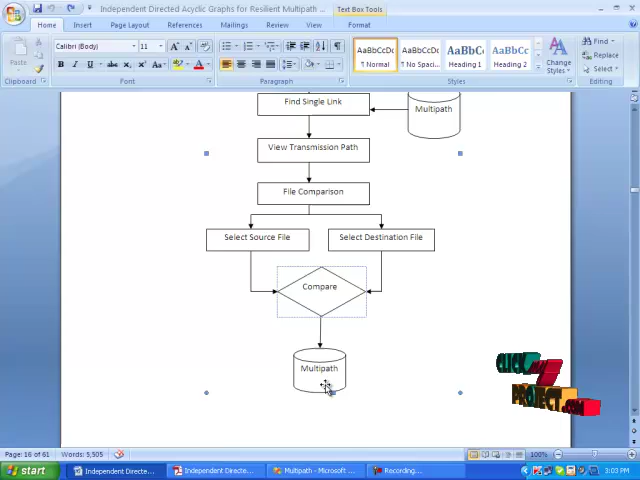 Independent Directed Acyclic Graphs for Resilient Multipath ...
Text Box Tools
Home Insert Page Layout References Mailings Review View Format
Paste
Calibri (Body) 11
AaBbCcDc AaBbCcDc AaBbCc AaBbCc
¶ Normal ¶ No Spaci... Heading 1 Heading 2
Change Styles
Find
Replace
Select
Clipboard Font Paragraph Styles Editing
Find Single Link
Multipath
View Transmission Path
File Comparison
Select Source File Select Destination File
Compare
Multipath
CLICK MY PROJECT.COM
Page: 16 of 61 Words: 5,505 100%
start Independent Directe... Independent Directe... Multipath - Microsoft ... Recording... 3:03 PM